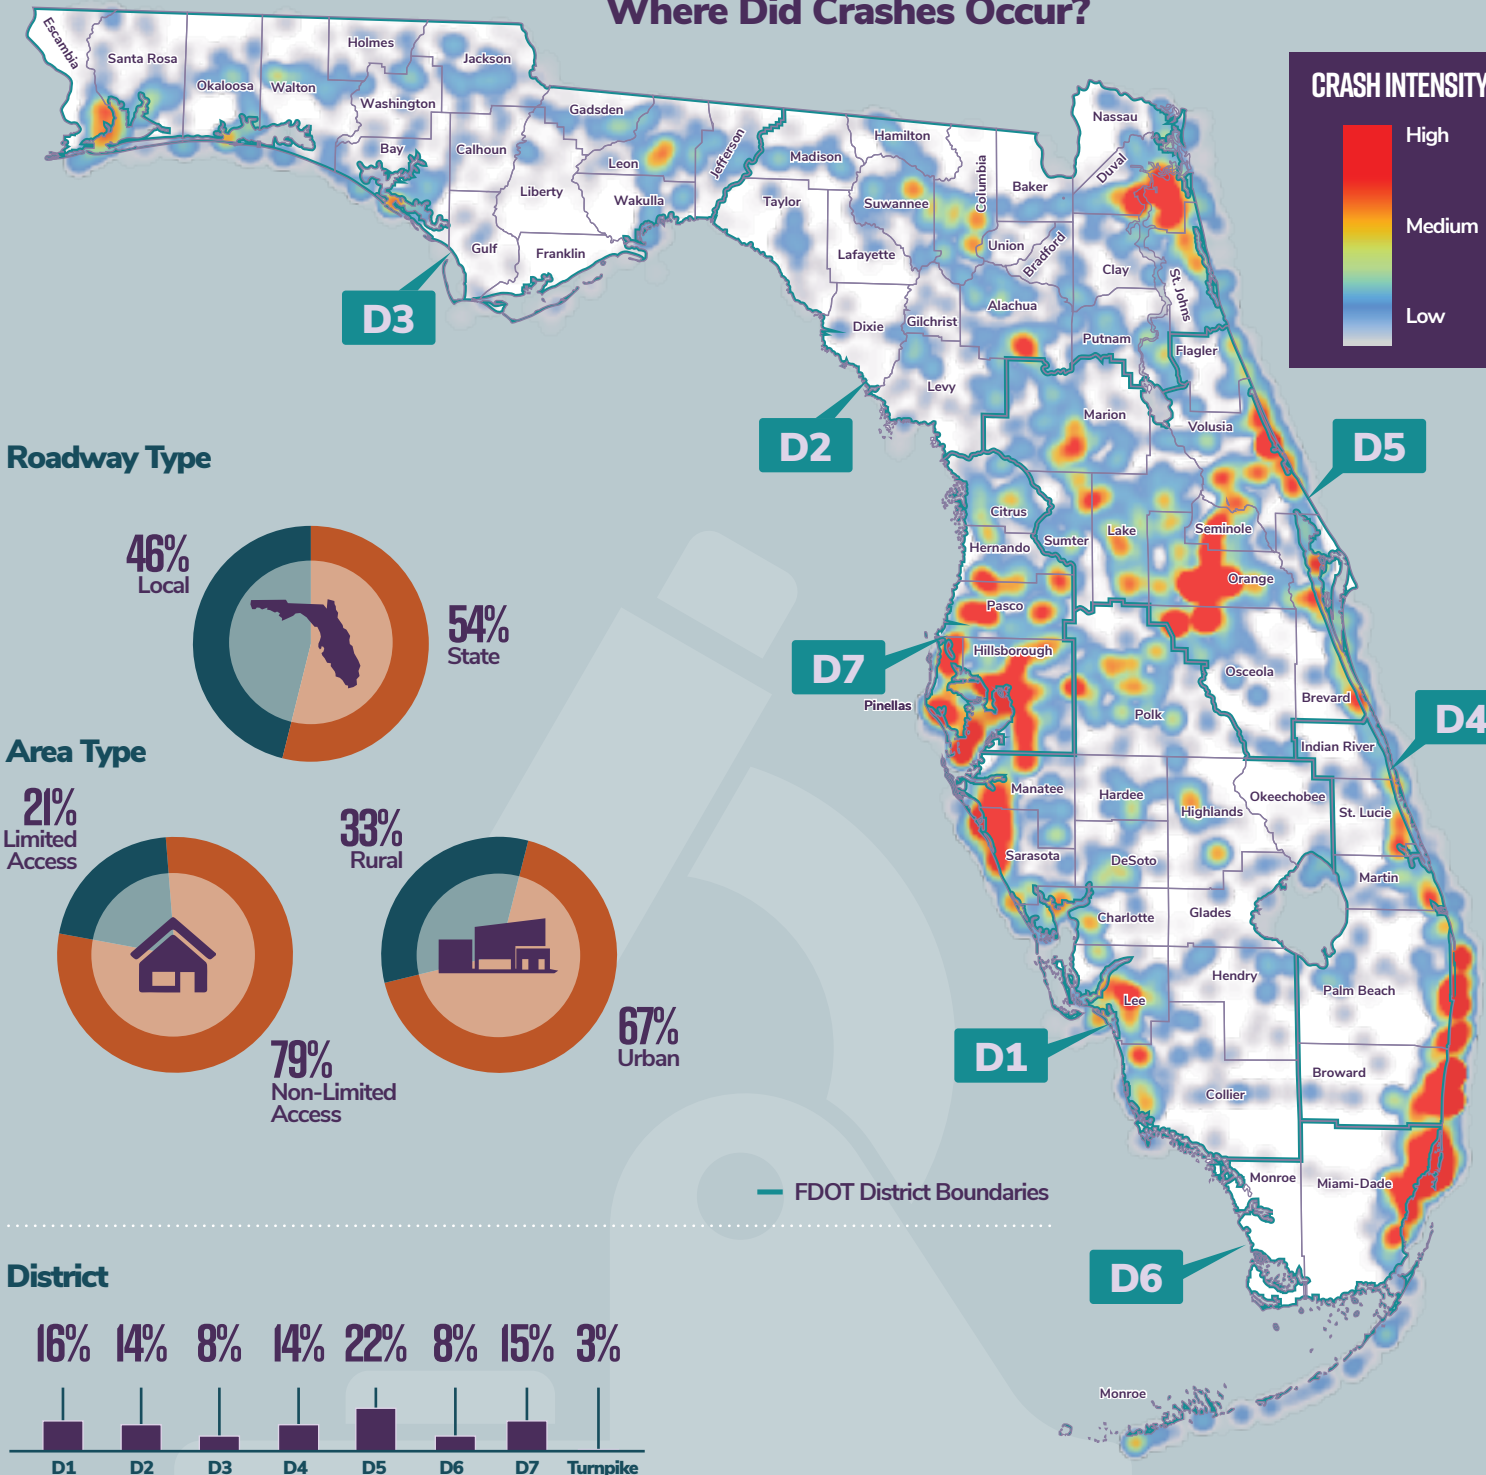 Where Did Crashes Occur?
CRASH INTENSITY
High
Medium
Low
Escambia
Santa Rosa
Okaloosa
Walton
Holmes
Jackson
Washington
Bay
Calhoun
Gadsden
Leon
Liberty
Wakulla
Gulf
Franklin
Jefferson
Madison
Hamilton
Taylor
Suwannee
Lafayette
Columbia
Baker
Nassau
Duval
Union
Bradford
Clay
St. Johns
Alachua
Dixie
Gilchrist
Putnam
Flagler
Levy
Marion
Volusia
D3
D2
D5
Citrus
Hernando
Sumter
Lake
Seminole
Orange
Pasco
Hillsborough
Pinellas
D7
Osceola
Brevard
Polk
D4
Indian River
Manatee
Hardee
Highlands
Okeechobee
St. Lucie
Sarasota
DeSoto
Martin
Charlotte
Glades
Lee
Hendry
Palm Beach
D1
Collier
Broward
Monroe
Miami-Dade
D6
Monroe
Roadway Type
46%
Local
54%
State
Area Type
21%
Limited
Access
79%
Non-Limited
Access
33%
Rural
67%
Urban
FDOT District Boundaries
District
16% 14% 8% 14% 22% 8% 15% 3%
D1 D2 D3 D4 D5 D6 D7 Turnpike